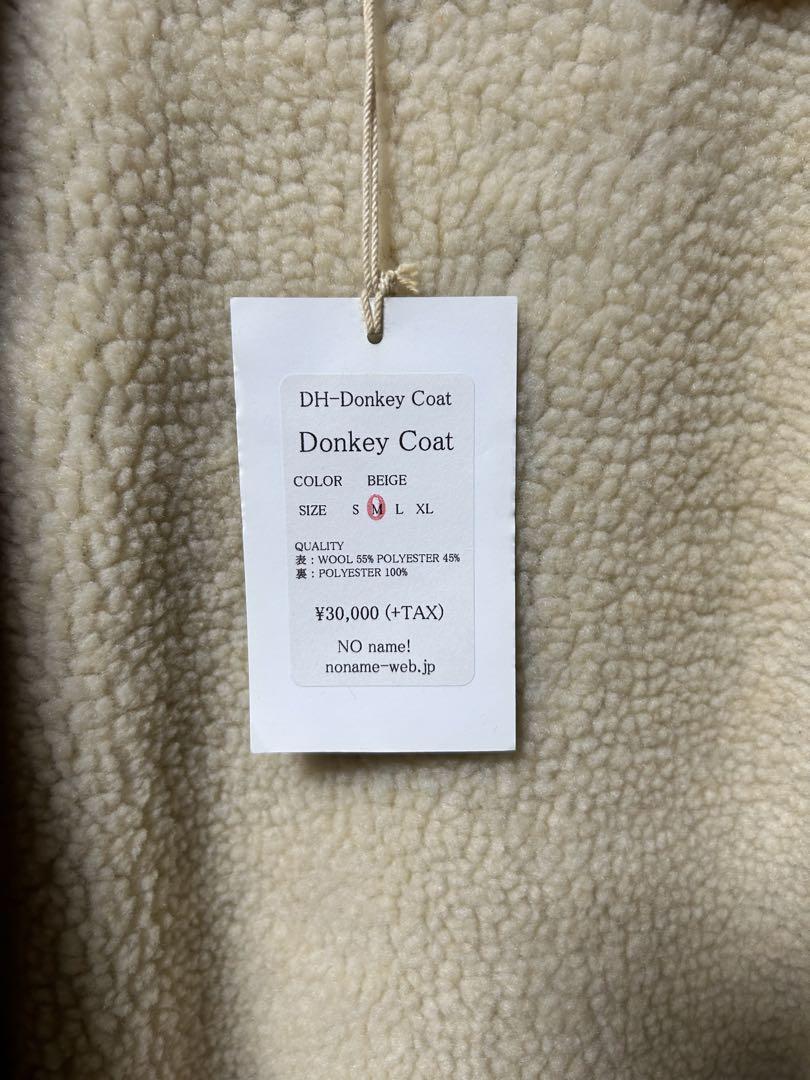 DH-Donkey Coat
Donkey Coat
COLOR BEIGE
SIZE S M L XL
QUALITY
表：WOOL 55% POLYESTER 45%
裏：POLYESTER 100%
¥30,000 (+TAX)
NO name!
noname-web.jp